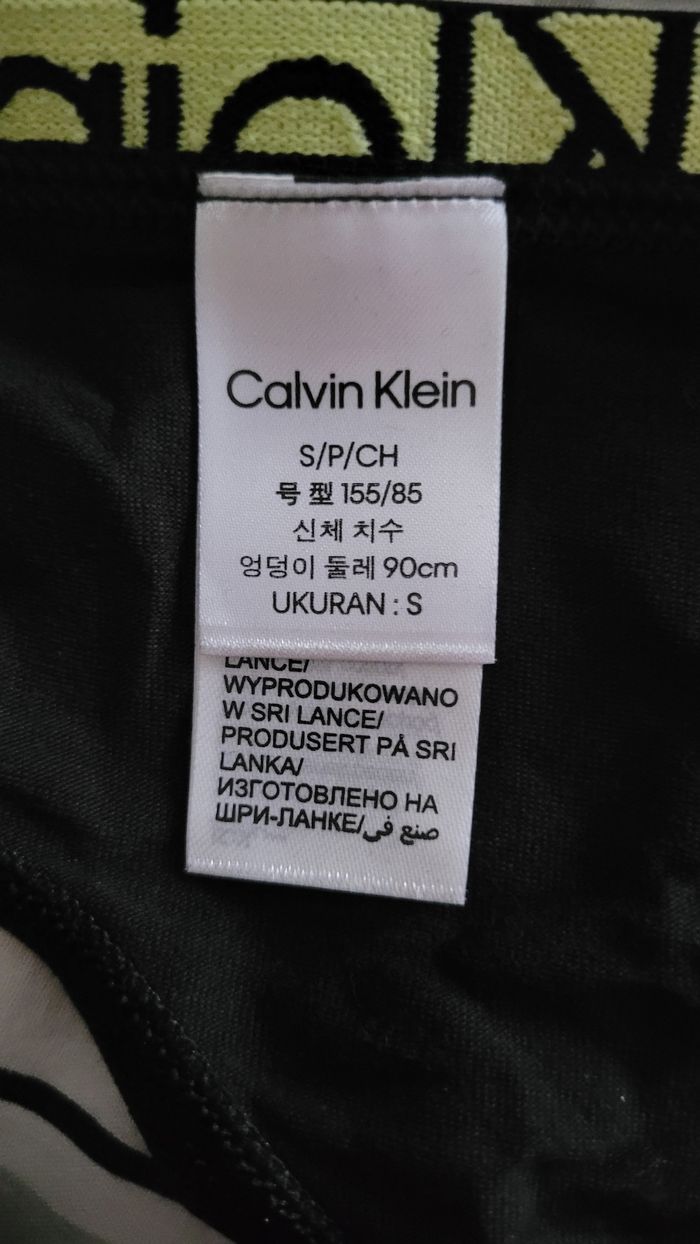 Calvin Klein
S/P/CH
号型 155/85
신체 치수
엉덩이 둘레 90cm
UKURAN : S
LANCE/
WYPRODUKOWANO
W SRI LANCE/
PRODUSERT PÅ SRI
LANKA/
ИЗГОТОВЛЕНО НА
ШРИ-ЛАНКЕ/صنع في